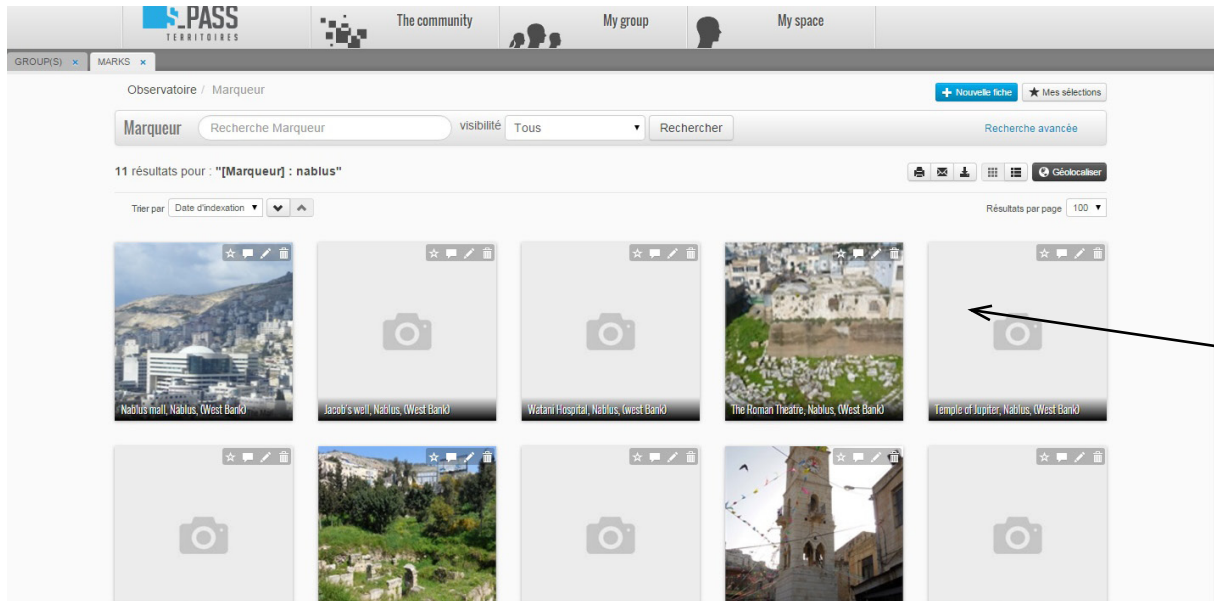 S_PASS
TERRITOIRES
The community
My group
My space
GROUP(S) ×
MARKS ×
Observatoire / Marqueur
Nouvelle fiche
Mes sélections
Marqueur
Recherche Marqueur
visibilité
Tous
Rechercher
Recherche avancée
11 résultats pour : "[Marqueur] : nablus"
Géolocaliser
Trier par
Date d'indexation
Résultats par page
100
Nablus mall, Nablus, (West Bank)
Jacob's well, Nablus, (West Bank)
Watani Hospital, Nablus, (west Bank)
The Roman Theatre, Nablus, (West Bank)
Temple of Jupiter, Nablus, (West Bank)